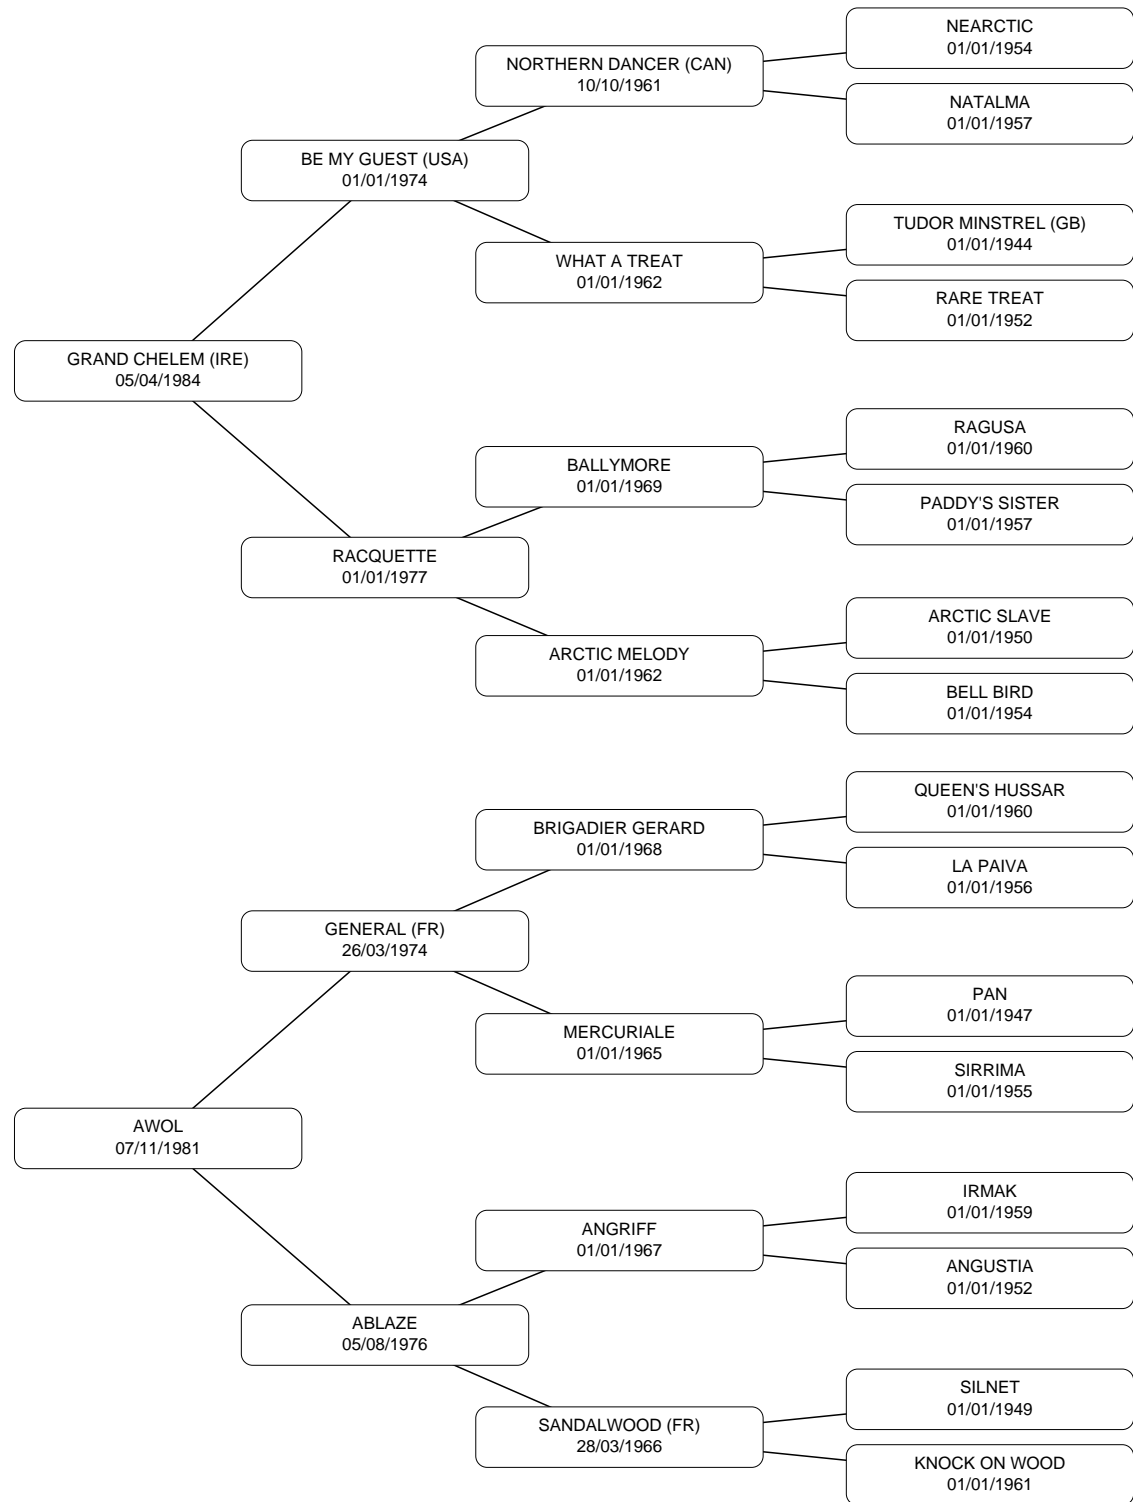 NEARCTIC
01/01/1954
NORTHERN DANCER (CAN)
10/10/1961
NATALMA
01/01/1957
BE MY GUEST (USA)
01/01/1974
TUDOR MINSTREL (GB)
01/01/1944
WHAT A TREAT
01/01/1962
RARE TREAT
01/01/1952
GRAND CHELEM (IRE)
05/04/1984
RAGUSA
01/01/1960
BALLYMORE
01/01/1969
PADDY'S SISTER
01/01/1957
RACQUETTE
01/01/1977
ARCTIC SLAVE
01/01/1950
ARCTIC MELODY
01/01/1962
BELL BIRD
01/01/1954
QUEEN'S HUSSAR
01/01/1960
BRIGADIER GERARD
01/01/1968
LA PAIVA
01/01/1956
GENERAL (FR)
26/03/1974
PAN
01/01/1947
MERCURIALE
01/01/1965
SIRRIMA
01/01/1955
AWOL
07/11/1981
IRMAK
01/01/1959
ANGRIFF
01/01/1967
ANGUSTIA
01/01/1952
ABLAZE
05/08/1976
SILNET
01/01/1949
SANDALWOOD (FR)
28/03/1966
KNOCK ON WOOD
01/01/1961